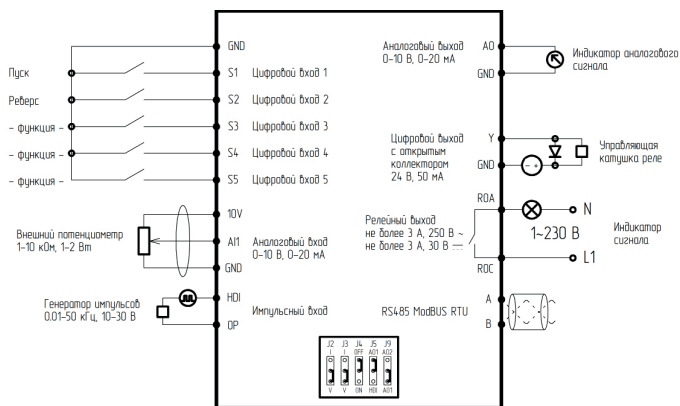 GND
Пуск
S1 Цифровой вход 1
Реверс
S2 Цифровой вход 2
- функция -
S3 Цифровой вход 3
- функция -
S4 Цифровой вход 4
- функция -
S5 Цифровой вход 5
Внешний потенциометр
1-10 кОм, 1-2 Вт
10V
AI1
Аналоговый вход
0-10 В, 0-20 мА
GND
Генератор импульсов
0.01-50 кГц, 10-30 В
HDI
Импульсный вход
OP
Аналоговый выход
0-10 В, 0-20 мА
AO
GND
Индикатор аналогового
сигнала
Цифровой выход
с открытым
коллектором
24 В, 50 мА
Y
GND
- +
Управляющая
катушка реле
Релейный выход
не более 3 А, 250 В ~
не более 3 А, 30 В ⎓
ROA
ROC
N
1~230 В
L1
Индикатор
сигнала
RS485 ModBUS RTU
A
B
J2 J3 J4 J5 J9
I I OFF AO1 AO2
V V ON HDI AO1